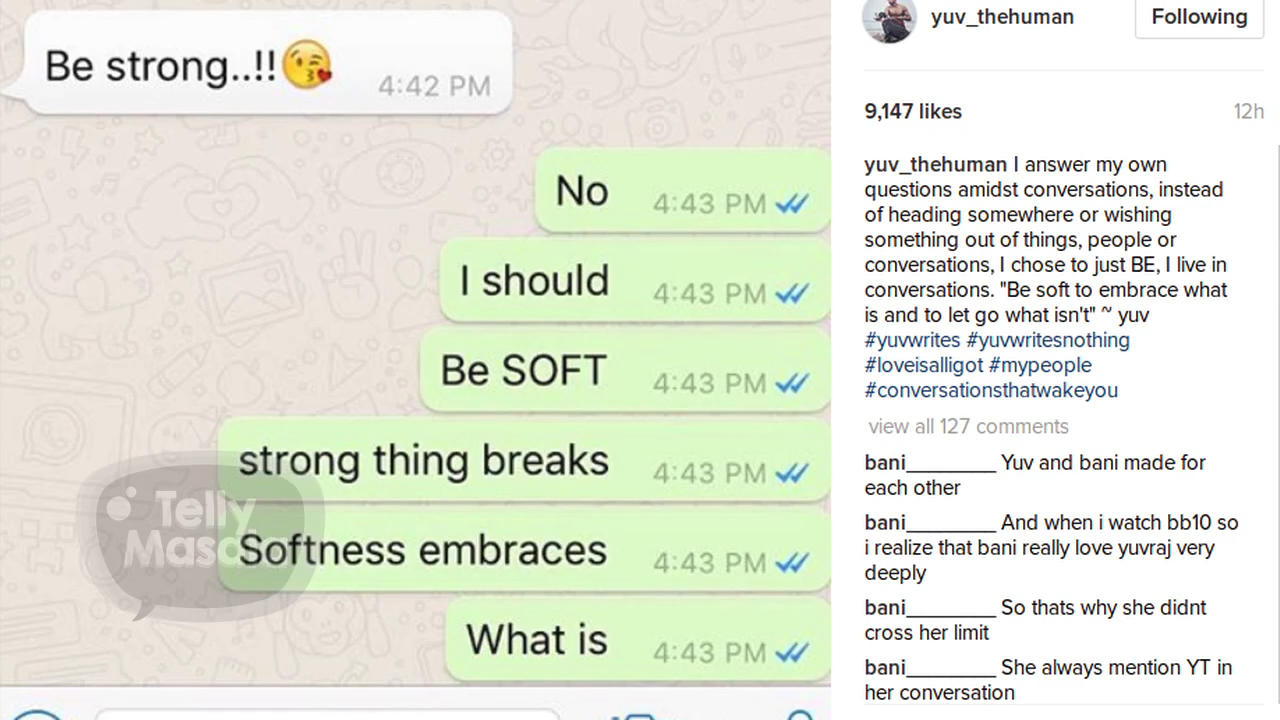 Be strong..!!😘 4:42 PM
No 4:43 PM
I should 4:43 PM
Be SOFT 4:43 PM
strong thing breaks 4:43 PM
Softness embraces 4:43 PM
What is 4:43 PM
Telly
Masala
yuv_thehuman Following
9,147 likes 12h
yuv_thehuman I answer my own
questions amidst conversations, instead
of heading somewhere or wishing
something out of things, people or
conversations, I chose to just BE, I live in
conversations. "Be soft to embrace what
is and to let go what isn't" ~ yuv
#yuvwrites #yuvwritesnothing
#loveisalligot #mypeople
#conversationsthatwakeyou
view all 127 comments
bani________ Yuv and bani made for
each other
bani________ And when i watch bb10 so
i realize that bani really love yuvraj very
deeply
bani________ So thats why she didnt
cross her limit
bani________ She always mention YT in
her conversation